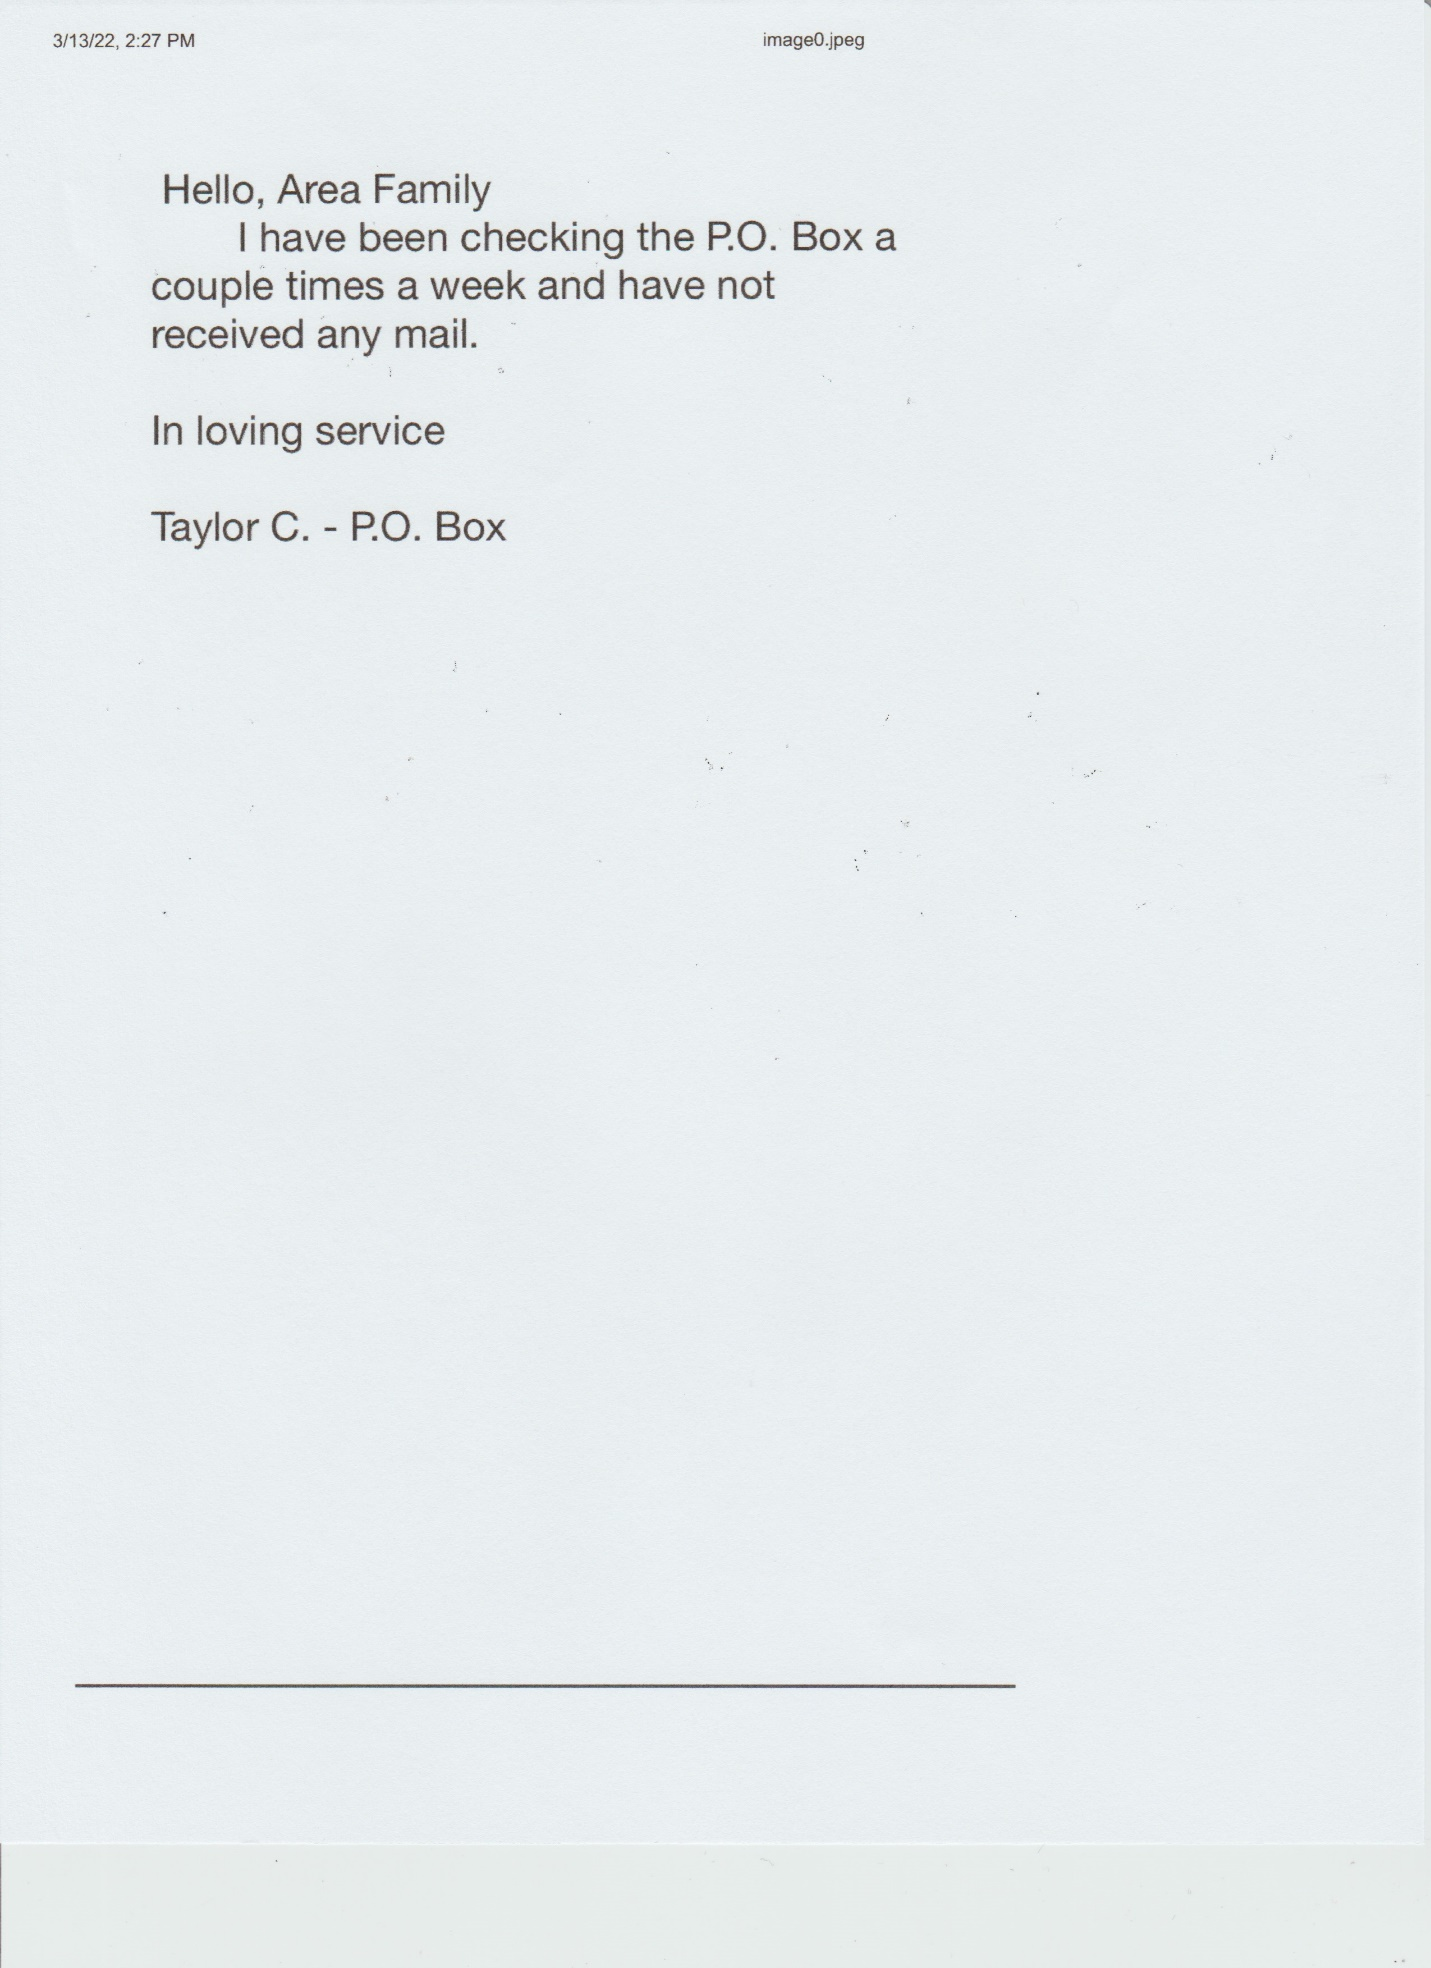 3/13/22, 2:27 PM
image0.jpeg
Hello, Area Family
I have been checking the P.O. Box a
couple times a week and have not
received any mail.
In loving service
Taylor C. - P.O. Box